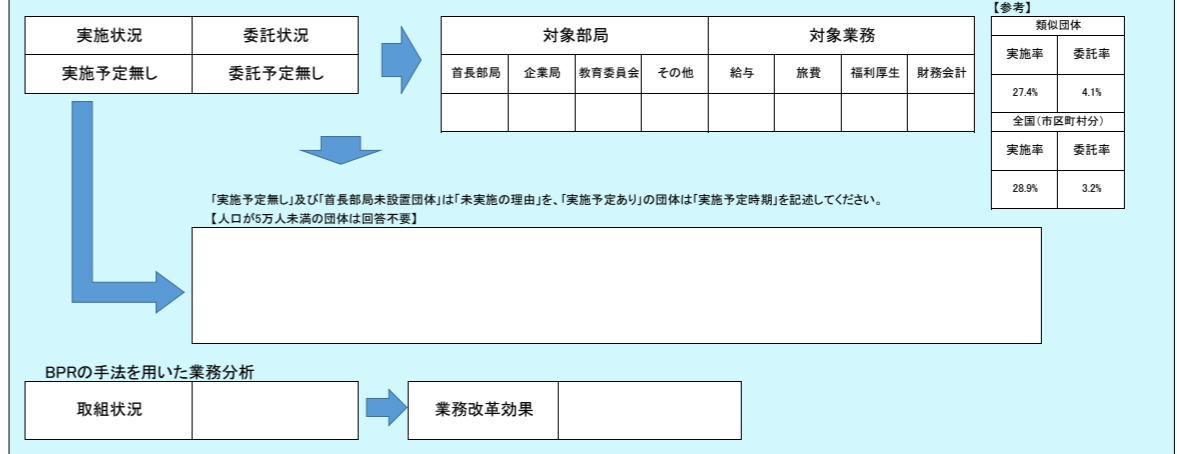 【参考】
実施状況 委託状況
実施予定無し 委託予定無し
対象部局 対象業務
首長部局 企業局 教育委員会 その他 給与 旅費 福利厚生 財務会計
類似団体
実施率 委託率
27.4% 4.1%
全国(市区町村分)
実施率 委託率
28.9% 3.2%
「実施予定無し」及び「首長部局未設置団体」は「未実施の理由」を、「実施予定あり」の団体は「実施予定時期」を記述してください。
【人口が5万人未満の団体は回答不要】
BPRの手法を用いた業務分析
取組状況 業務改革効果